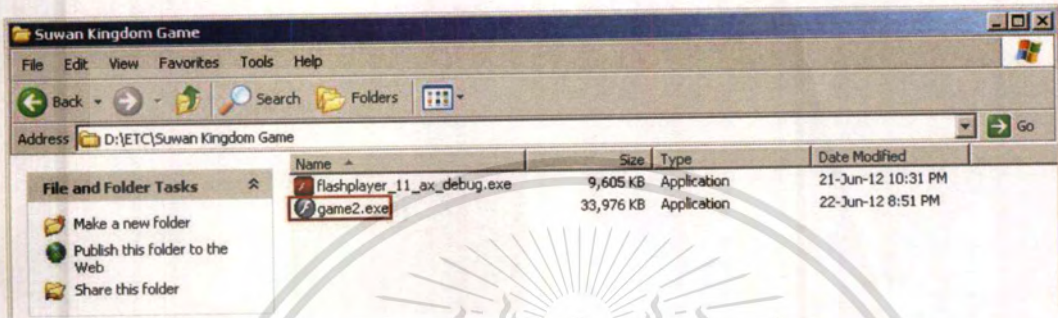 Suwan Kingdom Game
File Edit View Favorites Tools Help
Back Search Folders
Address D:\ETC\Suwan Kingdom Game Go
Name Size Type Date Modified
flashplayer_11_ax_debug.exe 9,605 KB Application 21-Jun-12 10:31 PM
game2.exe 33,976 KB Application 22-Jun-12 8:51 PM
File and Folder Tasks
Make a new folder
Publish this folder to the
Web
Share this folder